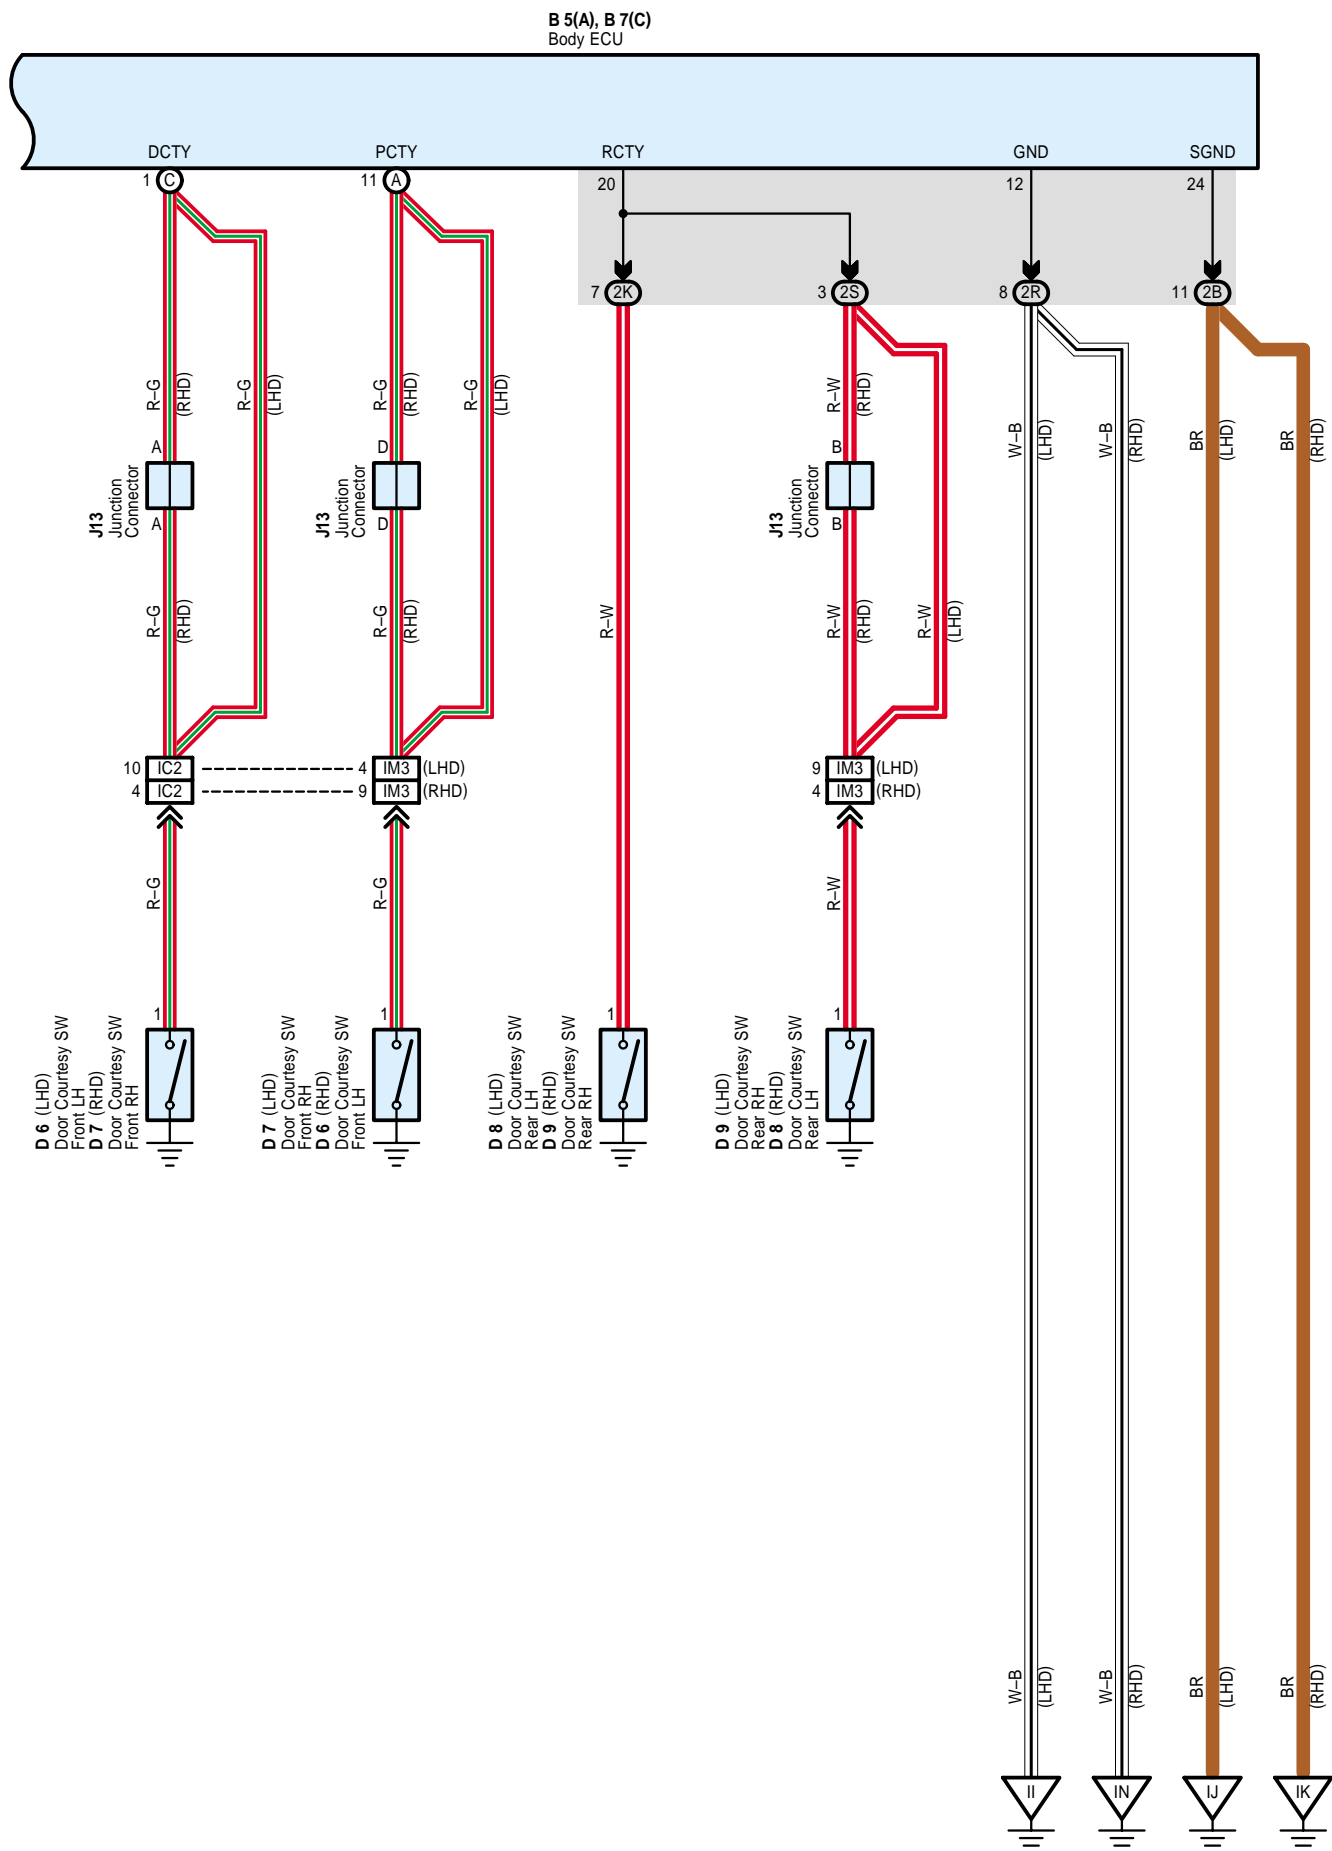 B 5(A), B 7(C)
Body ECU
DCTY
PCTY
RCTY
GND
SGND
1
C
11
A
20
12
24
7
2K
3
2S
8
2R
11
2B
R–G
(RHD)
R–G
(LHD)
R–G
(RHD)
R–G
(LHD)
R–W
(RHD)
W–B
(LHD)
W–B
(RHD)
BR
(LHD)
BR
(RHD)
A
D
B
J13
Junction
Connector
J13
Junction
Connector
J13
Junction
Connector
A
D
B
R–G
(RHD)
R–G
(RHD)
R–W
R–W
(RHD)
R–W
(LHD)
10
IC2
4
IM3
(LHD)
9
IM3
(LHD)
4
IC2
9
IM3
(RHD)
4
IM3
(RHD)
R–G
R–G
R–W
1
1
1
1
D 6 (LHD)
Door Courtesy SW
Front LH
D 7 (RHD)
Door Courtesy SW
Front RH
D 7 (LHD)
Door Courtesy SW
Front RH
D 6 (RHD)
Door Courtesy SW
Front LH
D 8 (LHD)
Door Courtesy SW
Rear LH
D 9 (RHD)
Door Courtesy SW
Rear RH
D 9 (LHD)
Door Courtesy SW
Rear RH
D 8 (RHD)
Door Courtesy SW
Rear LH
W–B
(LHD)
W–B
(RHD)
BR
(LHD)
BR
(RHD)
II
IN
IJ
IK